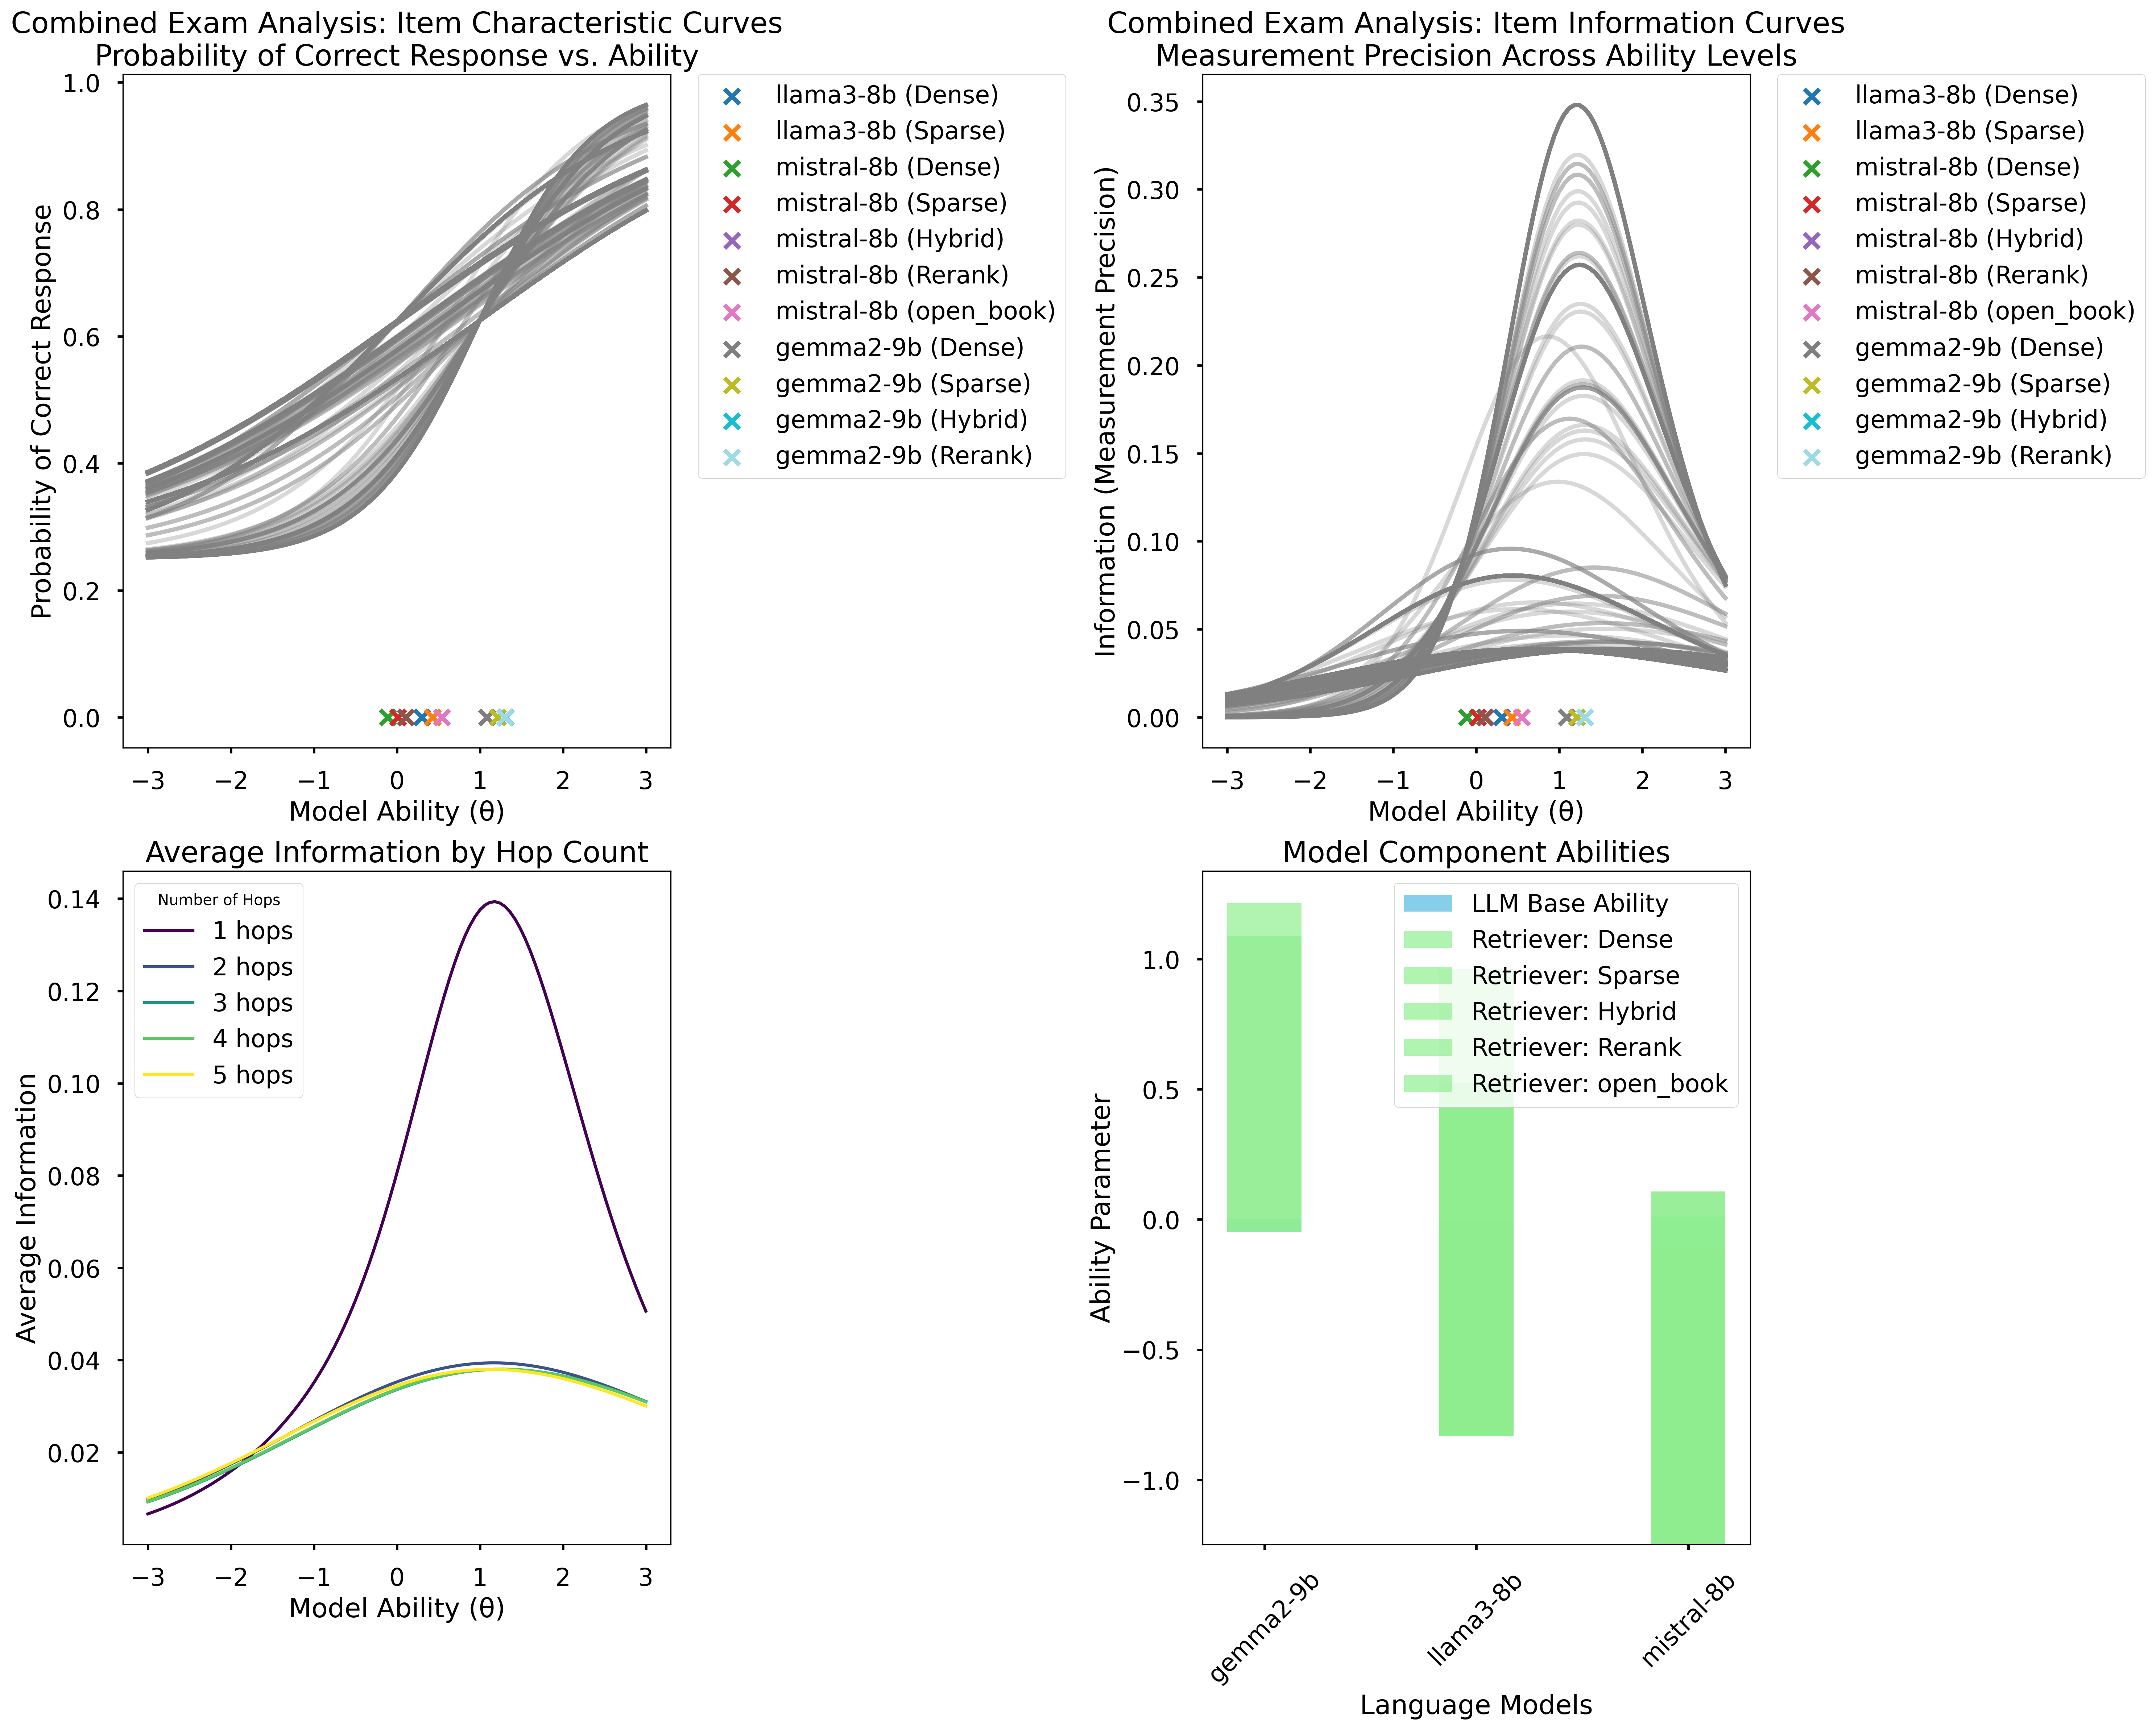 Combined Exam Analysis: Item Characteristic Curves
Probability of Correct Response vs. Ability
Probability of Correct Response
1.0
0.8
0.6
0.4
0.2
0.0
−3
−2
−1
0
1
2
3
Model Ability (θ)
llama3-8b (Dense)
llama3-8b (Sparse)
mistral-8b (Dense)
mistral-8b (Sparse)
mistral-8b (Hybrid)
mistral-8b (Rerank)
mistral-8b (open_book)
gemma2-9b (Dense)
gemma2-9b (Sparse)
gemma2-9b (Hybrid)
gemma2-9b (Rerank)
Combined Exam Analysis: Item Information Curves
Measurement Precision Across Ability Levels
Information (Measurement Precision)
0.35
0.30
0.25
0.20
0.15
0.10
0.05
0.00
−3
−2
−1
0
1
2
3
Model Ability (θ)
llama3-8b (Dense)
llama3-8b (Sparse)
mistral-8b (Dense)
mistral-8b (Sparse)
mistral-8b (Hybrid)
mistral-8b (Rerank)
mistral-8b (open_book)
gemma2-9b (Dense)
gemma2-9b (Sparse)
gemma2-9b (Hybrid)
gemma2-9b (Rerank)
Average Information by Hop Count
Average Information
0.14
0.12
0.10
0.08
0.06
0.04
0.02
Number of Hops
1 hops
2 hops
3 hops
4 hops
5 hops
−3
−2
−1
0
1
2
3
Model Ability (θ)
Model Component Abilities
Ability Parameter
1.0
0.5
0.0
−0.5
−1.0
LLM Base Ability
Retriever: Dense
Retriever: Sparse
Retriever: Hybrid
Retriever: Rerank
Retriever: open_book
gemma2-9b
llama3-8b
mistral-8b
Language Models